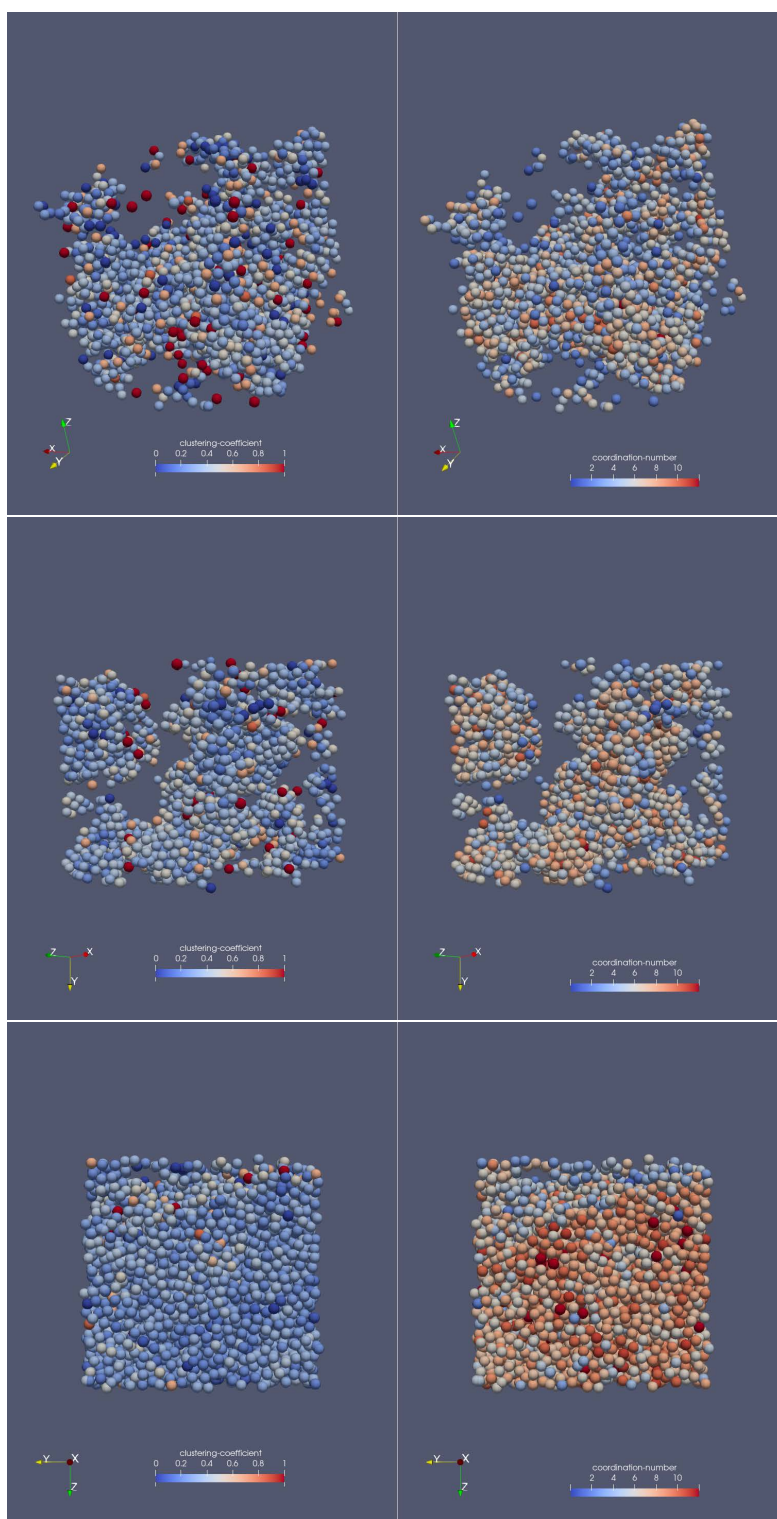 Z
X
Y
clustering-coefficient
0 0.2 0.4 0.6 0.8 1
Z
X
Y
coordination-number
2 4 6 8 10
Z X
Y
clustering-coefficient
0 0.2 0.4 0.6 0.8 1
Z X
Y
coordination-number
2 4 6 8 10
Y X
Z
clustering-coefficient
0 0.2 0.4 0.6 0.8 1
Y X
Z
coordination-number
2 4 6 8 10